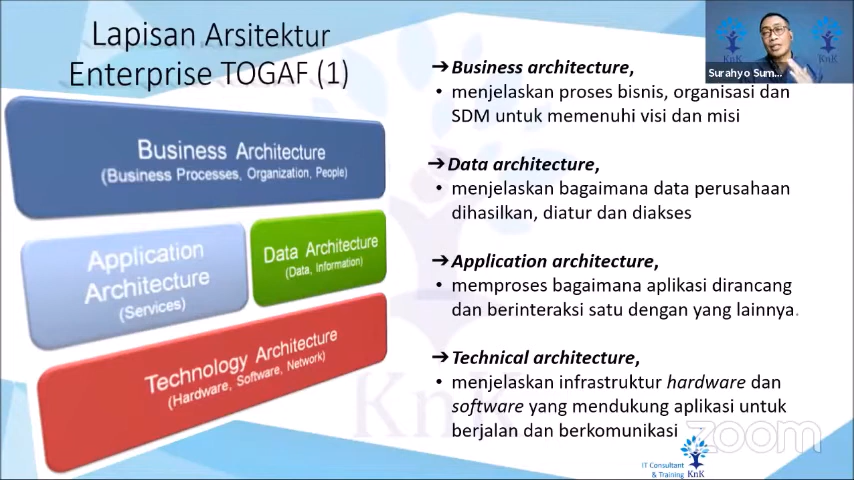 Lapisan Arsitektur
Enterprise TOGAF (1)
Business Architecture
(Business Processes, Organization, People)
Application
Architecture
(Services)
Data Architecture
(Data, Information)
Technology Architecture
(Hardware, Software, Network)
➔Business architecture,
• menjelaskan proses bisnis, organisasi dan
SDM untuk memenuhi visi dan misi
➔Data architecture,
• menjelaskan bagaimana data perusahaan
dihasilkan, diatur dan diakses
➔Application architecture,
• memproses bagaimana aplikasi dirancang
dan berinteraksi satu dengan yang lainnya.
➔Technical architecture,
• menjelaskan infrastruktur hardware dan
software yang mendukung aplikasi untuk
berjalan dan berkomunikasi
KnK
KnK
KnK
Surahyo Sum...
zoom
IT Consultant
& Training
KnK